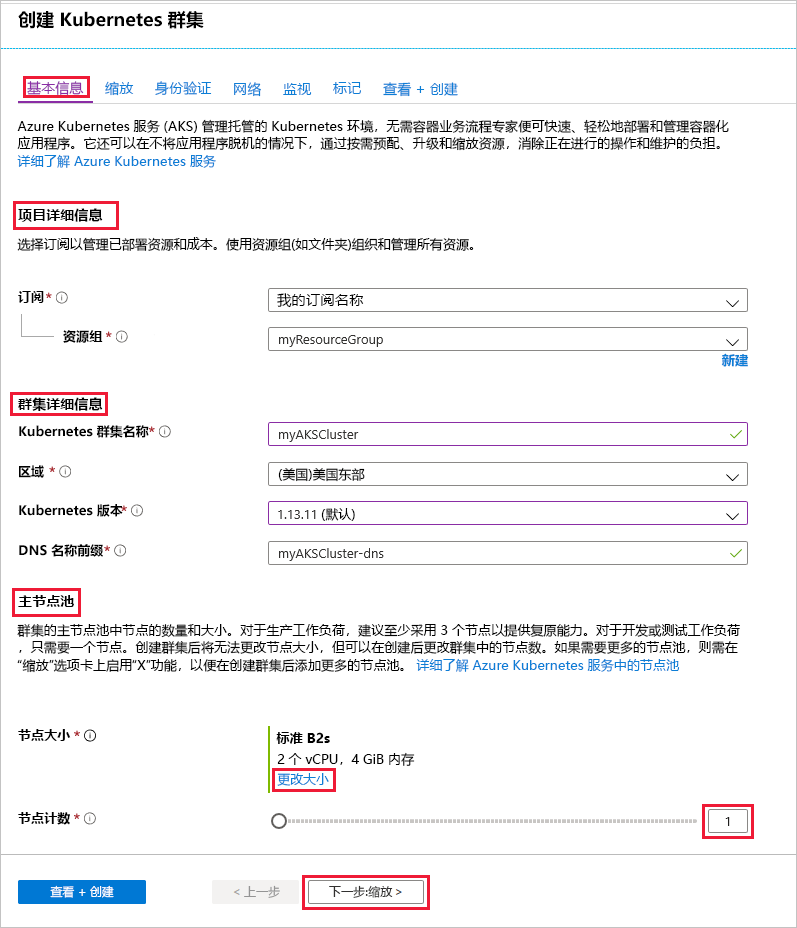 创建 Kubernetes 群集
基本信息 缩放 身份验证 网络 监视 标记 查看 + 创建
Azure Kubernetes 服务 (AKS) 管理托管的 Kubernetes 环境，无需容器业务流程专家便可快速、轻松地部署和管理容器化
应用程序。它还可以在不将应用程序脱机的情况下，通过按需预配、升级和缩放资源，消除正在进行的操作和维护的负担。
详细了解 Azure Kubernetes 服务
项目详细信息
选择订阅以管理已部署资源和成本。使用资源组(如文件夹)组织和管理所有资源。
订阅* 我的订阅名称
资源组 * myResourceGroup
新建
群集详细信息
Kubernetes 群集名称* myAKSCluster
区域 * (美国)美国东部
Kubernetes 版本* 1.13.11 (默认)
DNS 名称前缀* myAKSCluster-dns
主节点池
群集的主节点池中节点的数量和大小。对于生产工作负荷，建议至少采用 3 个节点以提供复原能力。对于开发或测试工作负荷
，只需要一个节点。创建群集后将无法更改节点大小，但可以在创建后更改群集中的节点数。如果需要更多的节点池，则需在
“缩放”选项卡上启用“X”功能，以便在创建群集后添加更多的节点池。 详细了解 Azure Kubernetes 服务中的节点池
节点大小 * 标准 B2s
2 个 vCPU，4 GiB 内存
更改大小
节点计数 * 1
查看 + 创建 < 上一步 下一步:缩放 >